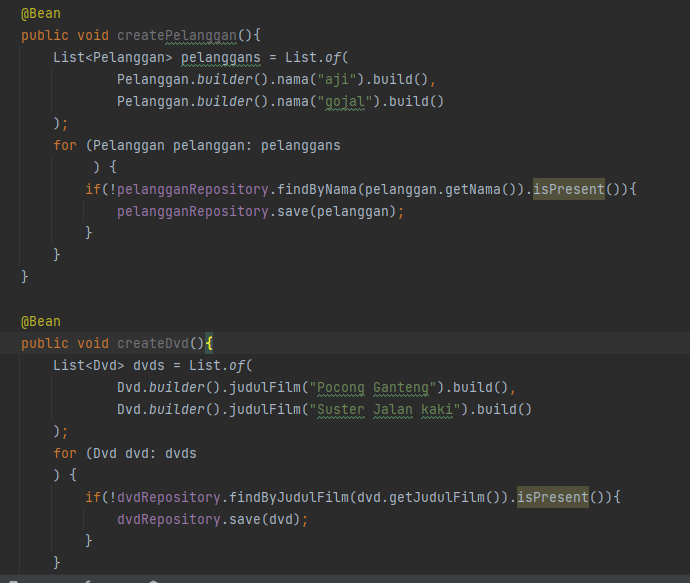 @Bean
public void createPelanggan(){
    List<Pelanggan> pelanggans = List.of(
            Pelanggan.builder().nama("aji").build(),
            Pelanggan.builder().nama("gojal").build()
    );
    for (Pelanggan pelanggan: pelanggans
         ) {
        if(!pelangganRepository.findByNama(pelanggan.getNama()).isPresent()){
            pelangganRepository.save(pelanggan);
        }
    }
}

@Bean
public void createDvd(){
    List<Dvd> dvds = List.of(
            Dvd.builder().judulFilm("Pocong Ganteng").build(),
            Dvd.builder().judulFilm("Suster Jalan kaki").build()
    );
    for (Dvd dvd: dvds
    ) {
        if(!dvdRepository.findByJudulFilm(dvd.getJudulFilm()).isPresent()){
            dvdRepository.save(dvd);
        }
    }